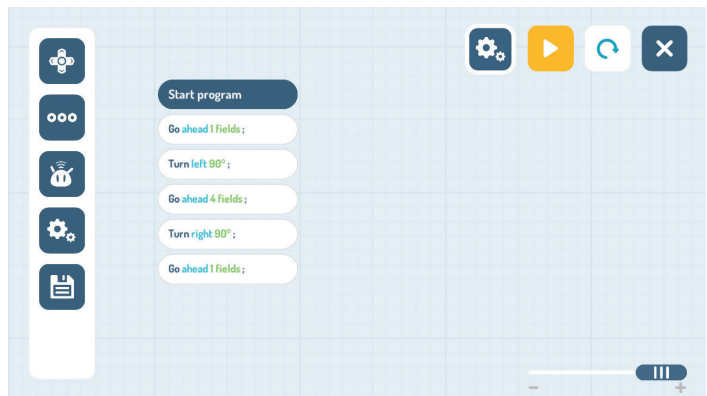 Start program
Go ahead 1 fields ;
Turn left 90° ;
Go ahead 4 fields ;
Turn right 90° ;
Go ahead 1 fields ;
- +